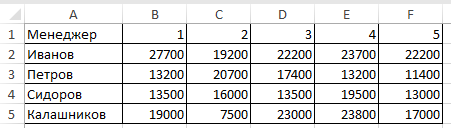 A B C D E F
1 Менеджер 1 2 3 4 5
2 Иванов 27700 19200 22200 23700 22200
3 Петров 13200 20700 17400 13200 11400
4 Сидоров 13500 16000 13500 19500 13000
5 Калашников 19000 7500 23000 23800 17000